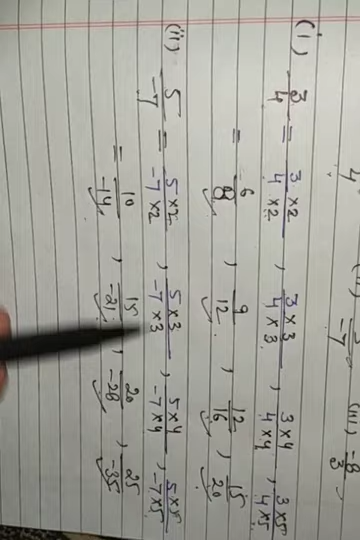 4 -7 (iii) -8/3
(i) 3/4 = 3×2/4×2 , 3×3/4×3 , 3×4/4×4 , 3×5/4×5
= 6/8 , 9/12 , 12/16 , 15/20
(ii) 5/-7 = 5×2/-7×2 , 5×3/-7×3 , 5×4/-7×4 , 5×5/-7×5
= 10/-14 , 15/-21 , 20/-28 , 25/-35